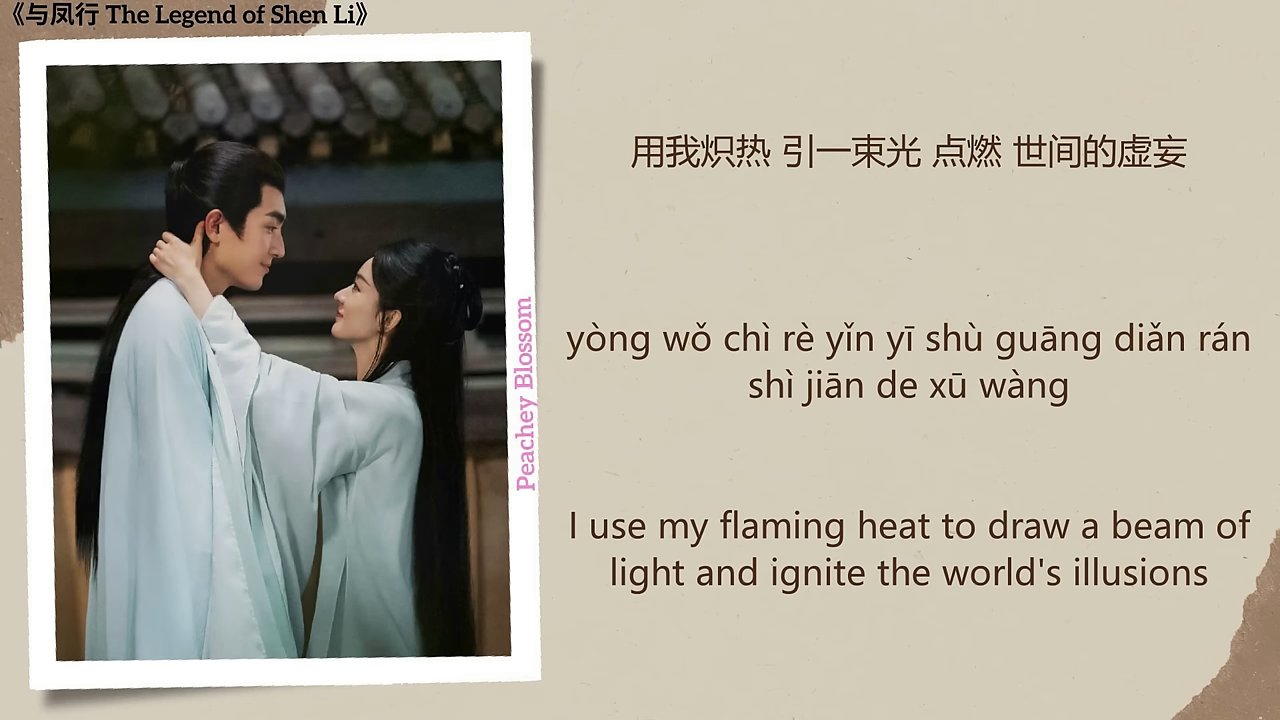 《与凤行 The Legend of Shen Li》
用我炽热 引一束光 点燃 世间的虚妄
yòng wǒ chì rè yǐn yī shù guāng diǎn rán
shì jiān de xū wàng
I use my flaming heat to draw a beam of
light and ignite the world's illusions
Peachey Blossom